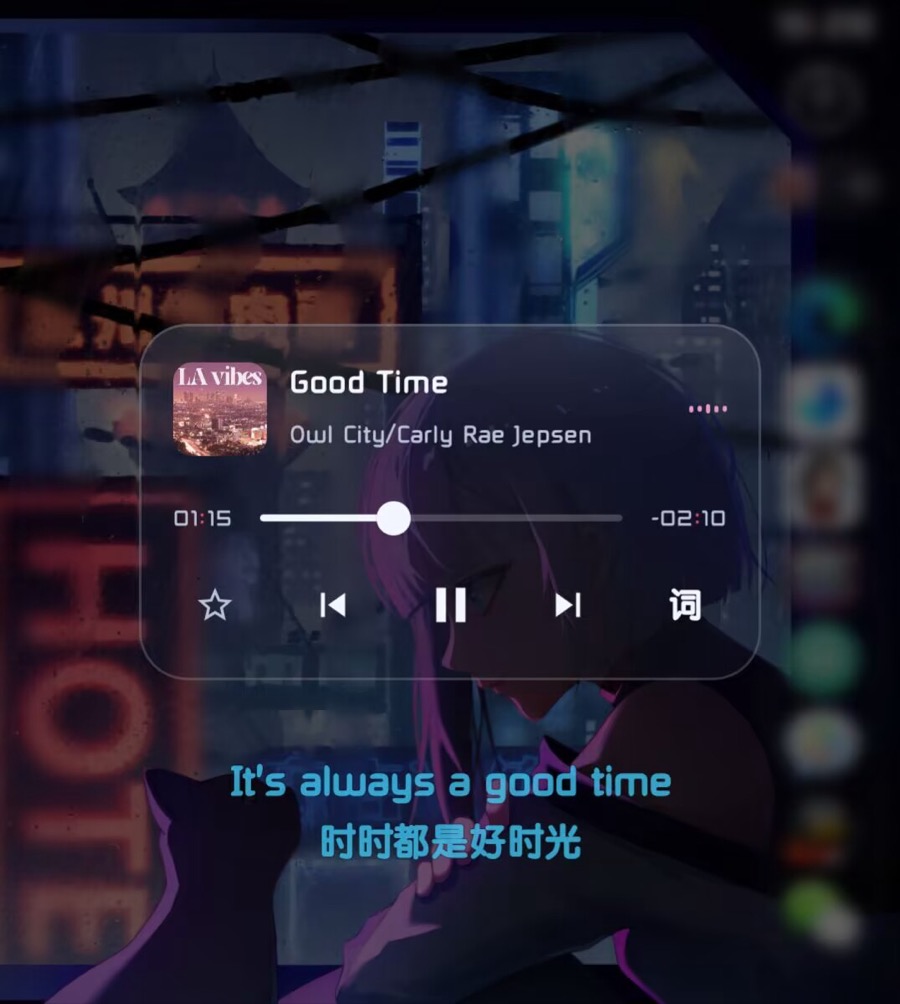 LA vibes
Good Time
Owl City/Carly Rae Jepsen
01:15
-02:10
词
HOTE
It's always a good time
时时都是好时光